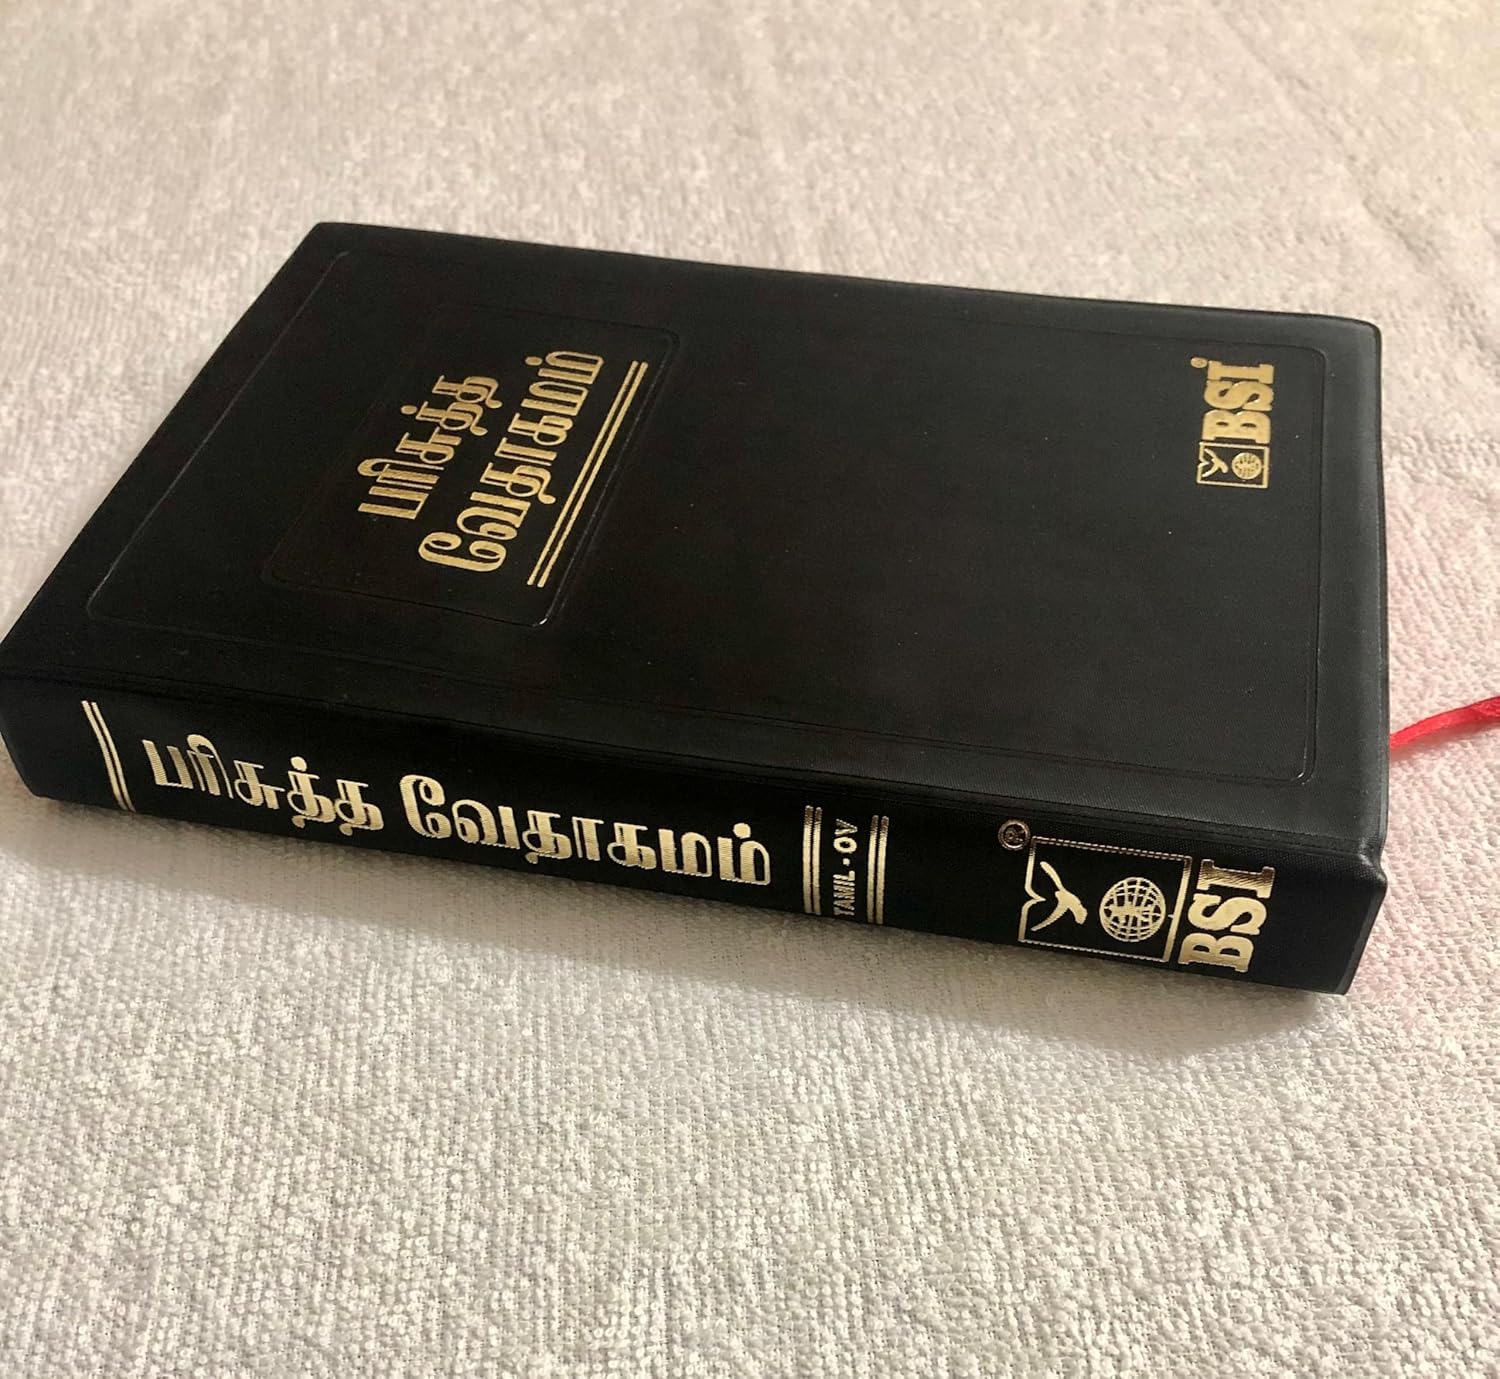 பரிசுத்த
வேதாகமம்
BSI
பரிசுத்த வேதாகமம்
TAMIL-OV
®
BSI